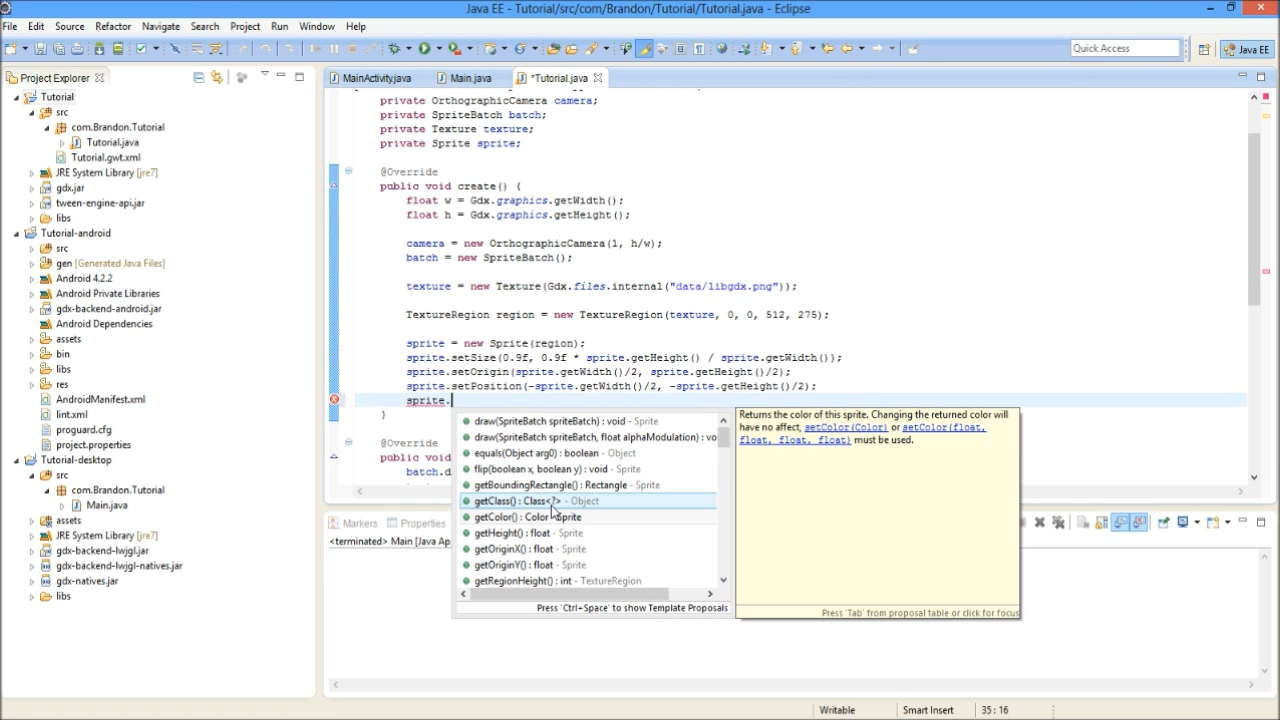 Java EE - Tutorial/src/com/Brandon/Tutorial/Tutorial.java - Eclipse
File Edit Source Refactor Navigate Search Project Run Window Help
Quick Access
Java EE
Project Explorer
Tutorial
src
com.Brandon.Tutorial
Tutorial.java
Tutorial.gwt.xml
JRE System Library [jre7]
gdx.jar
tween-engine-api.jar
libs
Tutorial-android
src
gen [Generated Java Files]
Android 4.2.2
Android Private Libraries
gdx-backend-android.jar
Android Dependencies
assets
bin
libs
res
AndroidManifest.xml
lint.xml
proguard.cfg
project.properties
Tutorial-desktop
src
com.Brandon.Tutorial
Main.java
assets
JRE System Library [jre7]
gdx-backend-lwjgl.jar
gdx-backend-lwjgl-natives.jar
gdx-natives.jar
libs
MainActivity.java Main.java *Tutorial.java
private OrthographicCamera camera;
private SpriteBatch batch;
private Texture texture;
private Sprite sprite;
@Override
public void create() {
float w = Gdx.graphics.getWidth();
float h = Gdx.graphics.getHeight();
camera = new OrthographicCamera(1, h/w);
batch = new SpriteBatch();
texture = new Texture(Gdx.files.internal("data/libgdx.png"));
TextureRegion region = new TextureRegion(texture, 0, 0, 512, 275);
sprite = new Sprite(region);
sprite.setSize(0.9f, 0.9f * sprite.getHeight() / sprite.getWidth());
sprite.setOrigin(sprite.getWidth()/2, sprite.getHeight()/2);
sprite.setPosition(-sprite.getWidth()/2, -sprite.getHeight()/2);
sprite.
}
@Override
public void
batch.d
draw(SpriteBatch spriteBatch) : void - Sprite
draw(SpriteBatch spriteBatch, float alphaModulation) : vo
equals(Object arg0) : boolean - Object
flip(boolean x, boolean y) : void - Sprite
getBoundingRectangle() : Rectangle - Sprite
getClass() : Class<?> - Object
getColor() : Color - Sprite
getHeight() : float - Sprite
getOriginX() : float - Sprite
getOriginY() : float - Sprite
getRegionHeight() : int - TextureRegion
Press 'Ctrl+Space' to show Template Proposals
Returns the color of this sprite. Changing the returned color will
have no affect, setColor(Color) or setColor(float,
float, float, float) must be used.
Press 'Tab' from proposal table or click for focus
Markers Properties
<terminated> Main [Java Ap
Writable Smart Insert 35 : 16